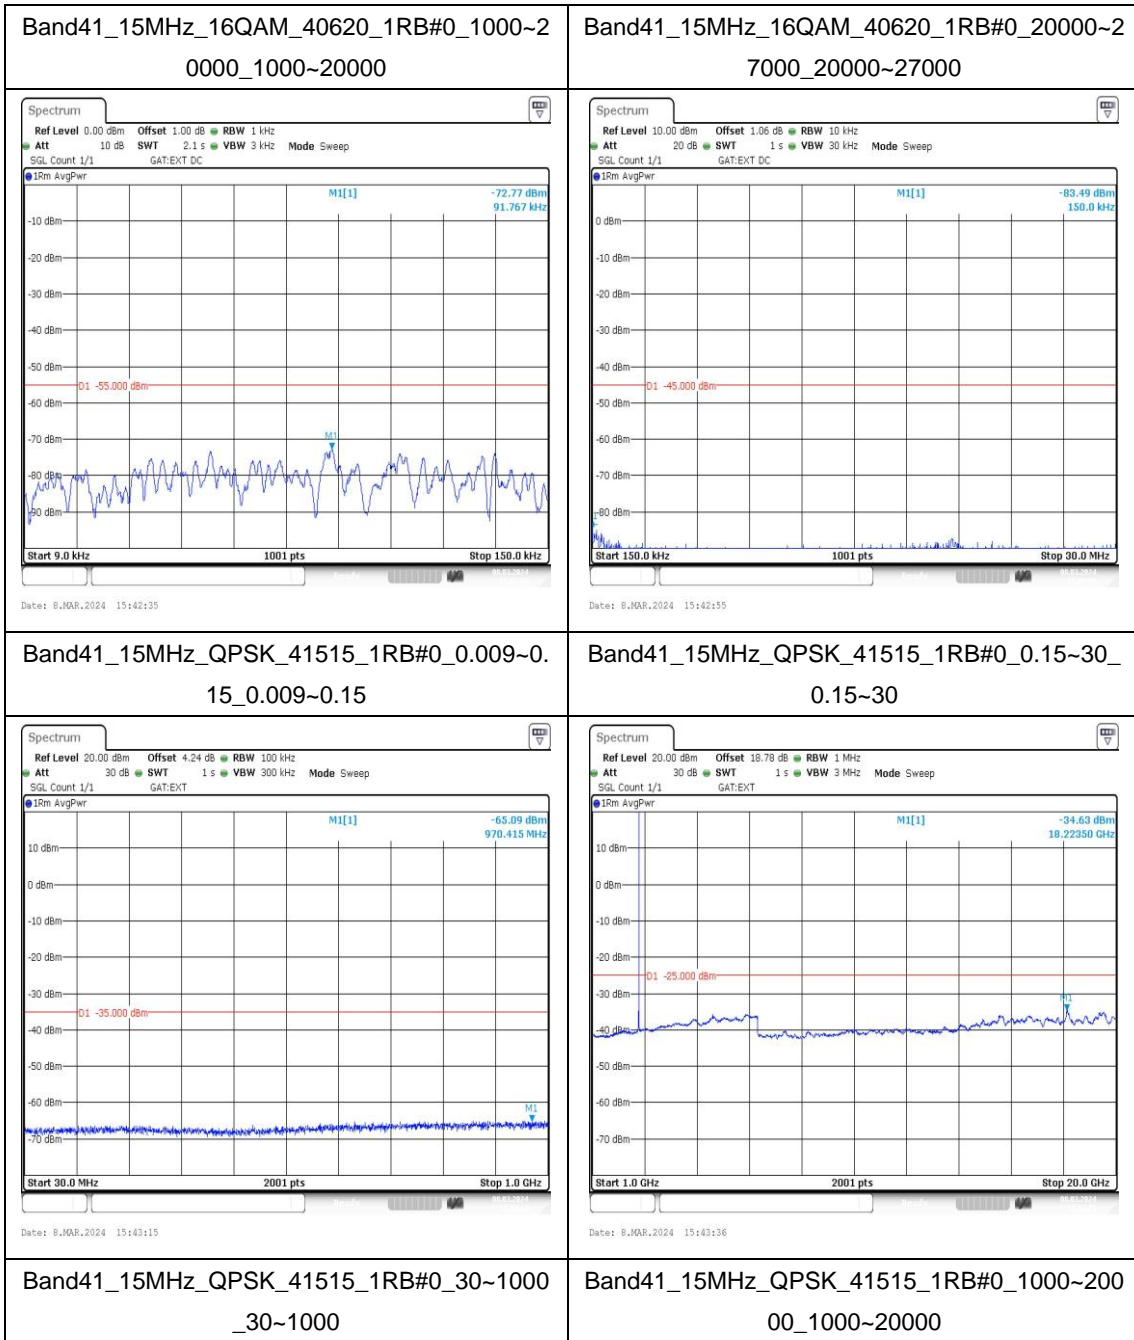 Band41_15MHz_16QAM_40620_1RB#0_1000~2
0000_1000~20000
Band41_15MHz_16QAM_40620_1RB#0_20000~2
7000_20000~27000
Spectrum
Ref Level 0.00 dBm Offset 1.00 dB RBW 1 kHz
Att 10 dB SWT 2.1 s VBW 3 kHz Mode Sweep
SGL Count 1/1 GAT:EXT DC
1Rm AvgPwr
M1[1] -72.77 dBm
91.767 kHz
-10 dBm
-20 dBm
-30 dBm
-40 dBm
-50 dBm
D1 -55.000 dBm
-60 dBm
-70 dBm
M1
-80 dBm
-90 dBm
Start 9.0 kHz 1001 pts Stop 150.0 kHz
Date: 8.MAR.2024 15:42:35
Spectrum
Ref Level 10.00 dBm Offset 1.06 dB RBW 10 kHz
Att 20 dB SWT 1 s VBW 30 kHz Mode Sweep
SGL Count 1/1 GAT:EXT DC
1Rm AvgPwr
M1[1] -83.49 dBm
150.0 kHz
0 dBm
-10 dBm
-20 dBm
-30 dBm
-40 dBm
D1 -45.000 dBm
-50 dBm
-60 dBm
-70 dBm
-80 dBm
Start 150.0 kHz 1001 pts Stop 30.0 MHz
Date: 8.MAR.2024 15:42:55
Band41_15MHz_QPSK_41515_1RB#0_0.009~0.
15_0.009~0.15
Band41_15MHz_QPSK_41515_1RB#0_0.15~30_
0.15~30
Spectrum
Ref Level 20.00 dBm Offset 4.24 dB RBW 100 kHz
Att 30 dB SWT 1 s VBW 300 kHz Mode Sweep
SGL Count 1/1 GAT:EXT
1Rm AvgPwr
M1[1] -65.09 dBm
970.415 MHz
10 dBm
0 dBm
-10 dBm
-20 dBm
-30 dBm
D1 -35.000 dBm
-40 dBm
-50 dBm
-60 dBm
M1
-70 dBm
Start 30.0 MHz 2001 pts Stop 1.0 GHz
Date: 8.MAR.2024 15:43:15
Spectrum
Ref Level 20.00 dBm Offset 18.78 dB RBW 1 MHz
Att 30 dB SWT 1 s VBW 3 MHz Mode Sweep
SGL Count 1/1 GAT:EXT
1Rm AvgPwr
M1[1] -34.63 dBm
18.22350 GHz
10 dBm
0 dBm
-10 dBm
-20 dBm
D1 -25.000 dBm
-30 dBm
M1
-40 dBm
-50 dBm
-60 dBm
-70 dBm
Start 1.0 GHz 2001 pts Stop 20.0 GHz
Date: 8.MAR.2024 15:43:36
Band41_15MHz_QPSK_41515_1RB#0_30~1000
_30~1000
Band41_15MHz_QPSK_41515_1RB#0_1000~200
00_1000~20000